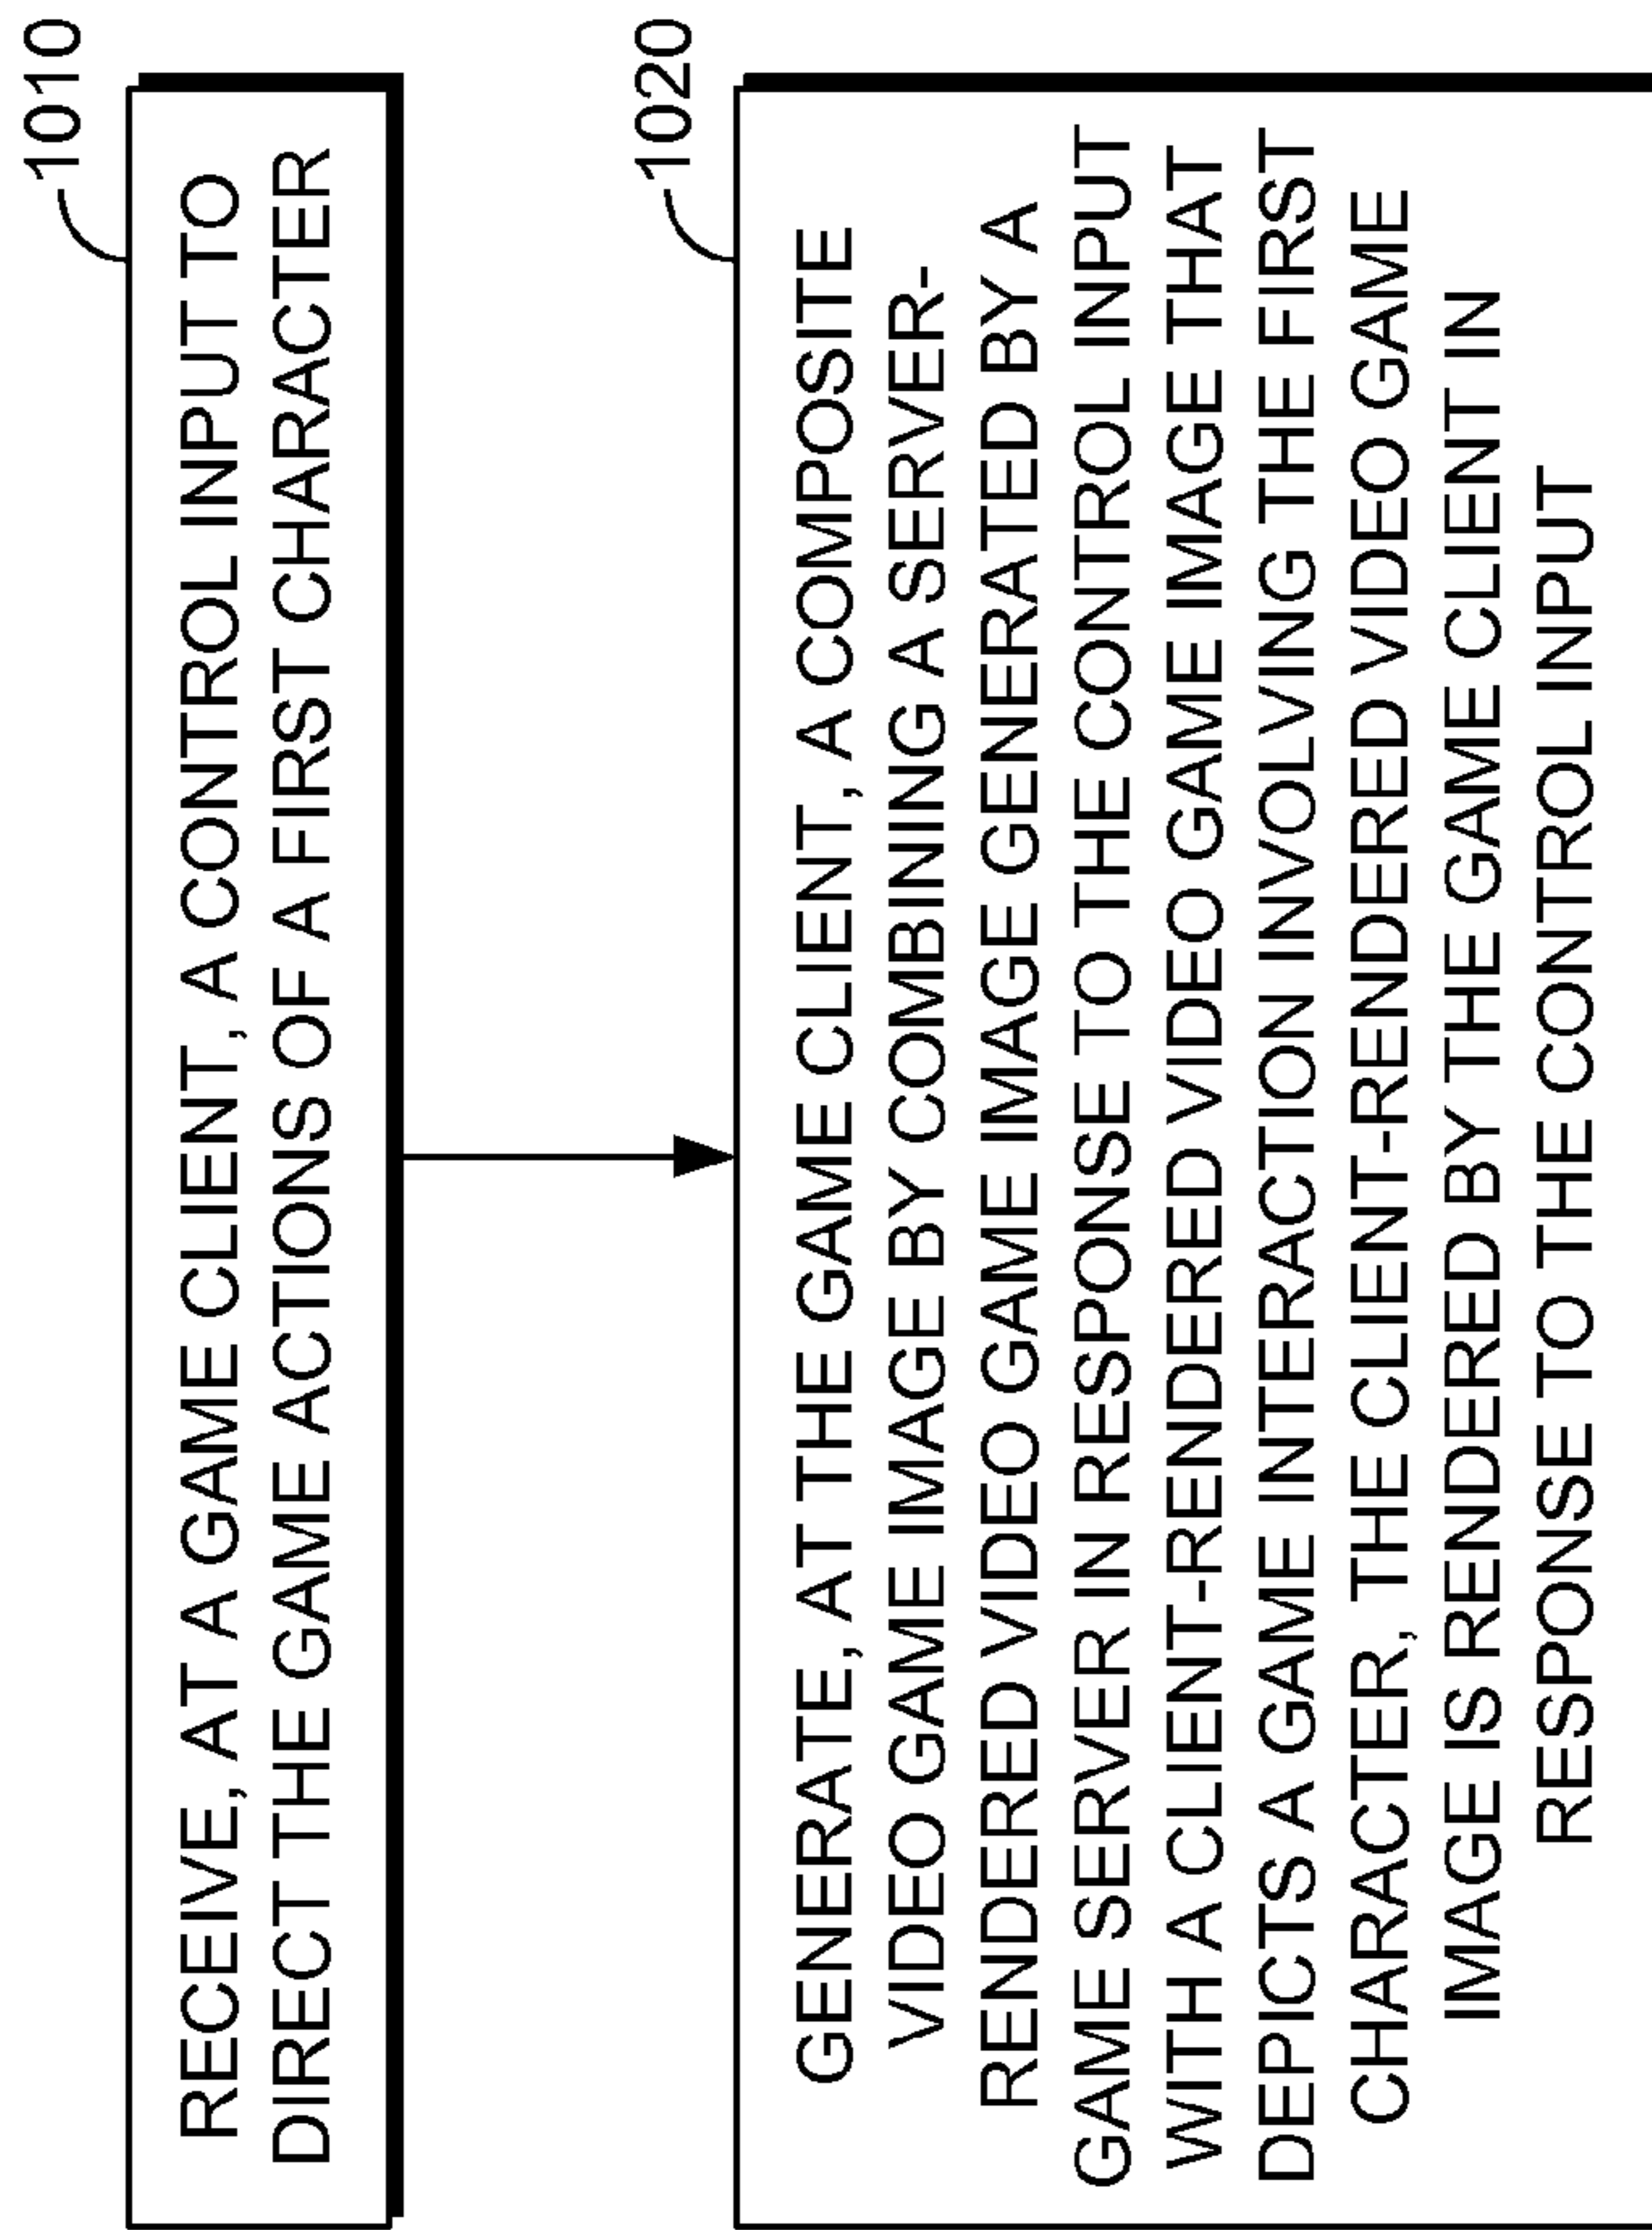 1010
RECEIVE, AT A GAME CLIENT, A CONTROL INPUT TO
DIRECT THE GAME ACTIONS OF A FIRST CHARACTER
1020
GENERATE, AT THE GAME CLIENT, A COMPOSITE
VIDEO GAME IMAGE BY COMBINING A SERVER-
RENDERED VIDEO GAME IMAGE GENERATED BY A
GAME SERVER IN RESPONSE TO THE CONTROL INPUT
WITH A CLIENT-RENDERED VIDEO GAME IMAGE THAT
DEPICTS A GAME INTERACTION INVOLVING THE FIRST
CHARACTER, THE CLIENT-RENDERED VIDEO GAME
IMAGE IS RENDERED BY THE GAME CLIENT IN
RESPONSE TO THE CONTROL INPUT